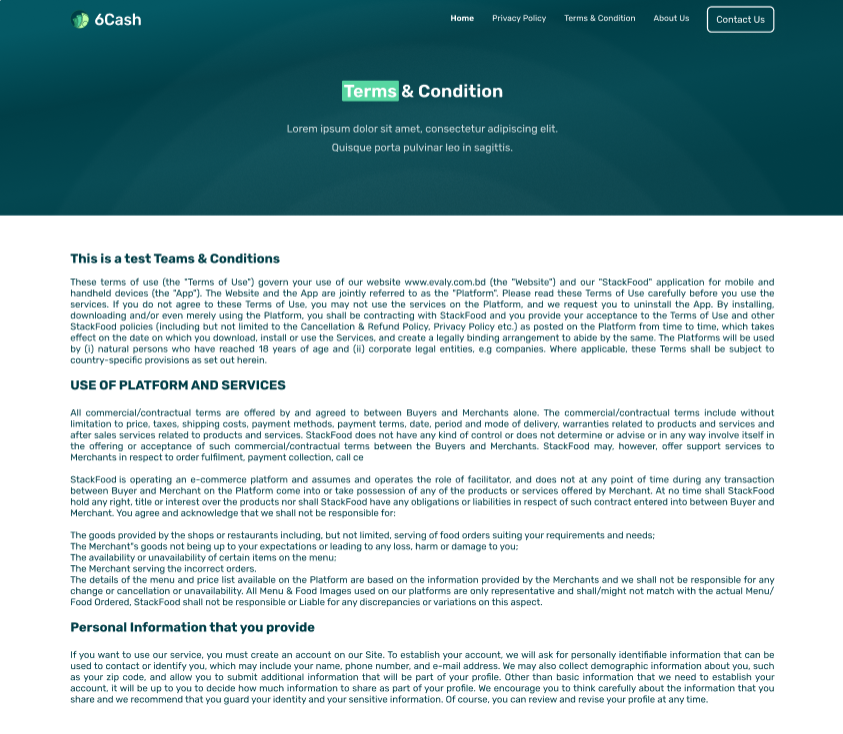 6Cash
Home Privacy Policy Terms & Condition About Us Contact Us
Terms & Condition
Lorem ipsum dolor sit amet, consectetur adipiscing elit.
Quisque porta pulvinar leo in sagittis.
This is a test Teams & Conditions
These terms of use (the "Terms of Use") govern your use of our website www.evaly.com.bd (the "Website") and our "StackFood" application for mobile and
handheld devices (the "App"). The Website and the App are jointly referred to as the "Platform". Please read these Terms of Use carefully before you use the
services. If you do not agree to these Terms of Use, you may not use the services on the Platform, and we request you to uninstall the App. By installing,
downloading and/or even merely using the Platform, you shall be contracting with StackFood and you provide your acceptance to the Terms of Use and other
StackFood policies (including but not limited to the Cancellation & Refund Policy, Privacy Policy etc.) as posted on the Platform from time to time, which takes
effect on the date on which you download, install or use the Services, and create a legally binding arrangement to abide by the same. The Platforms will be used
by (i) natural persons who have reached 18 years of age and (ii) corporate legal entities, e.g companies. Where applicable, these Terms shall be subject to
country-specific provisions as set out herein.
USE OF PLATFORM AND SERVICES
All commercial/contractual terms are offered by and agreed to between Buyers and Merchants alone. The commercial/contractual terms include without
limitation to price, taxes, shipping costs, payment methods, payment terms, date, period and mode of delivery, warranties related to products and services and
after sales services related to products and services. StackFood does not have any kind of control or does not determine or advise or in any way involve itself in
the offering or acceptance of such commercial/contractual terms between the Buyers and Merchants. StackFood may, however, offer support services to
Merchants in respect to order fulfilment, payment collection, call ce
StackFood is operating an e-commerce platform and assumes and operates the role of facilitator, and does not at any point of time during any transaction
between Buyer and Merchant on the Platform come into or take possession of any of the products or services offered by Merchant. At no time shall StackFood
hold any right, title or interest over the products nor shall StackFood have any obligations or liabilities in respect of such contract entered into between Buyer and
Merchant. You agree and acknowledge that we shall not be responsible for:
The goods provided by the shops or restaurants including, but not limited, serving of food orders suiting your requirements and needs;
The Merchant"s goods not being up to your expectations or leading to any loss, harm or damage to you;
The availability or unavailability of certain items on the menu;
The Merchant serving the incorrect orders.
The details of the menu and price list available on the Platform are based on the information provided by the Merchants and we shall not be responsible for any
change or cancellation or unavailability. All Menu & Food Images used on our platforms are only representative and shall/might not match with the actual Menu/
Food Ordered, StackFood shall not be responsible or Liable for any discrepancies or variations on this aspect.
Personal Information that you provide
If you want to use our service, you must create an account on our Site. To establish your account, we will ask for personally identifiable information that can be
used to contact or identify you, which may include your name, phone number, and e-mail address. We may also collect demographic information about you, such
as your zip code, and allow you to submit additional information that will be part of your profile. Other than basic information that we need to establish your
account, it will be up to you to decide how much information to share as part of your profile. We encourage you to think carefully about the information that you
share and we recommend that you guard your identity and your sensitive information. Of course, you can review and revise your profile at any time.